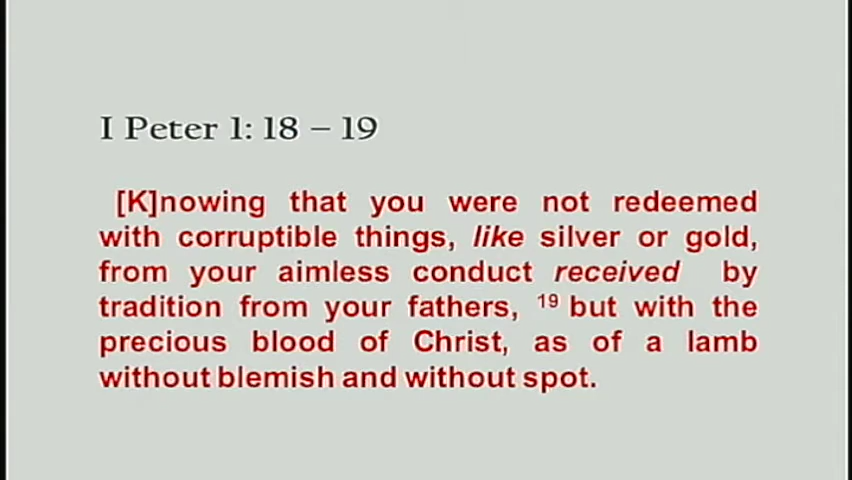 I Peter 1: 18 – 19
[K]nowing that you were not redeemed
with corruptible things, like silver or gold,
from your aimless conduct received by
tradition from your fathers, 19 but with the
precious blood of Christ, as of a lamb
without blemish and without spot.